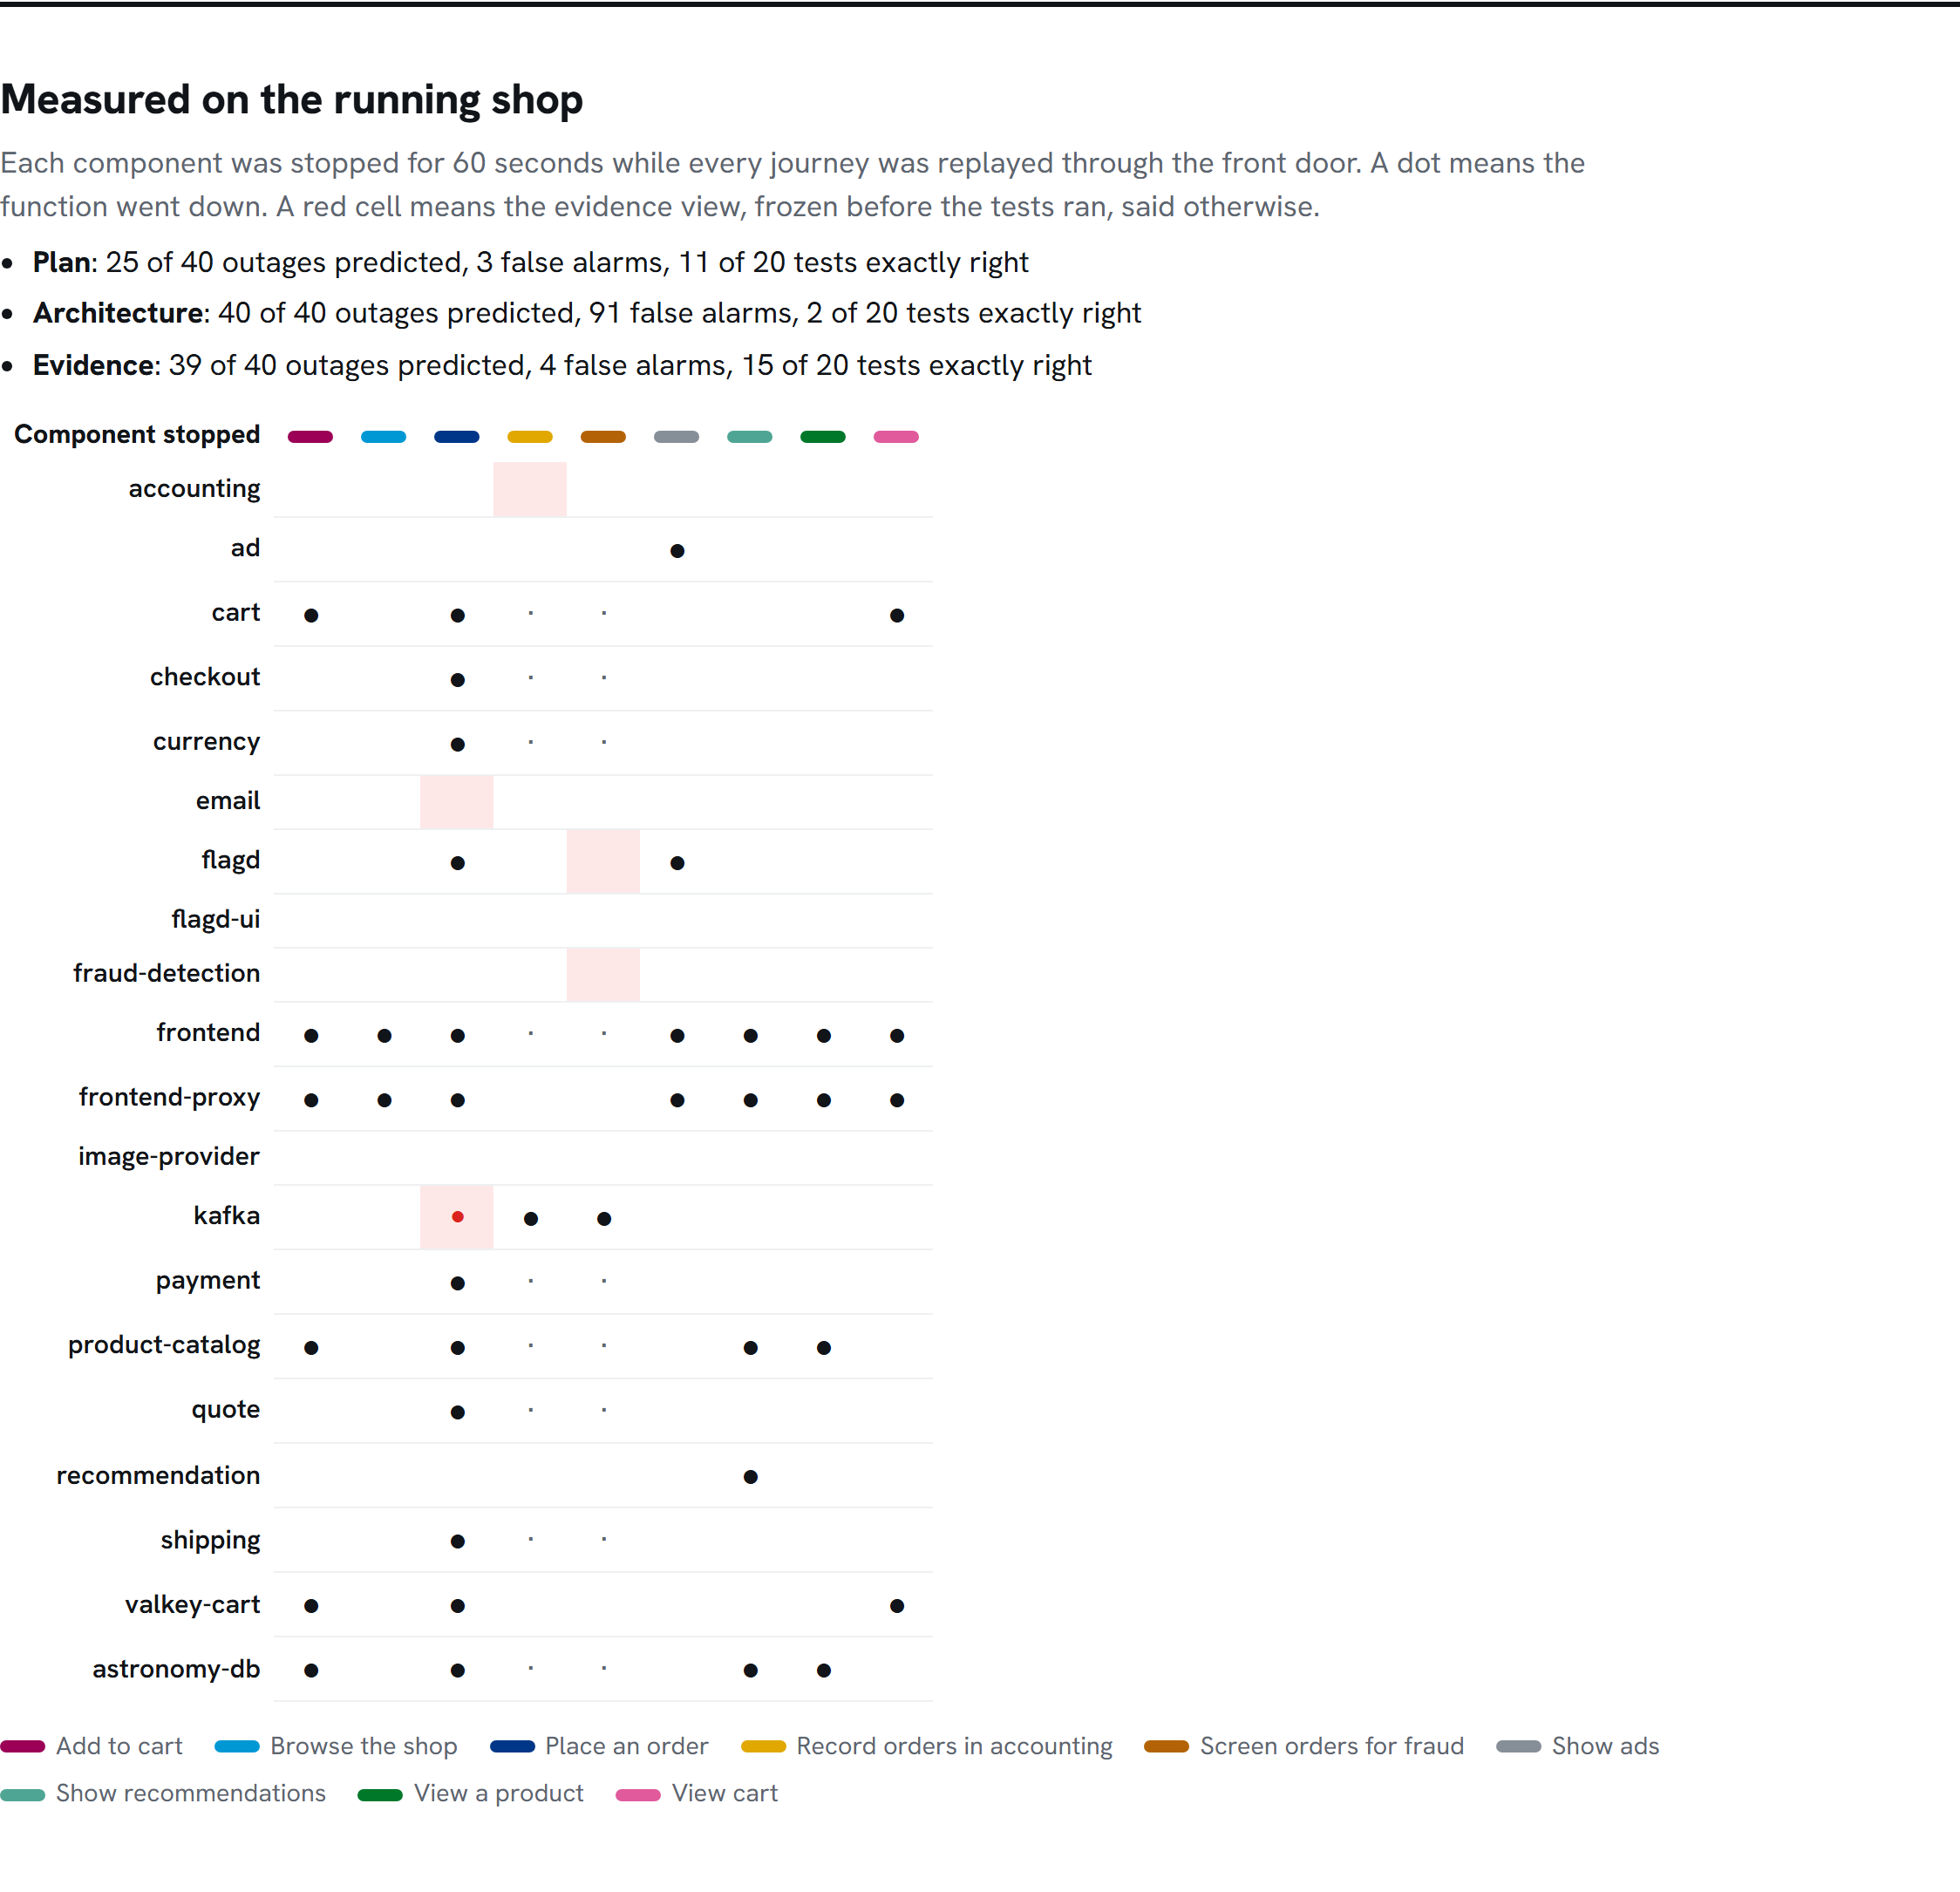 Measured on the running shop
Each component was stopped for 60 seconds while every journey was replayed through the front door. A dot means the
function went down. A red cell means the evidence view, frozen before the tests ran, said otherwise.
• Plan: 25 of 40 outages predicted, 3 false alarms, 11 of 20 tests exactly right
• Architecture: 40 of 40 outages predicted, 91 false alarms, 2 of 20 tests exactly right
• Evidence: 39 of 40 outages predicted, 4 false alarms, 15 of 20 tests exactly right
Component stopped
accounting
ad
cart
checkout
currency
email
flagd
flagd-ui
fraud-detection
frontend
frontend-proxy
image-provider
kafka
payment
product-catalog
quote
recommendation
shipping
valkey-cart
astronomy-db
Add to cart Browse the shop Place an order Record orders in accounting Screen orders for fraud Show ads
Show recommendations View a product View cart